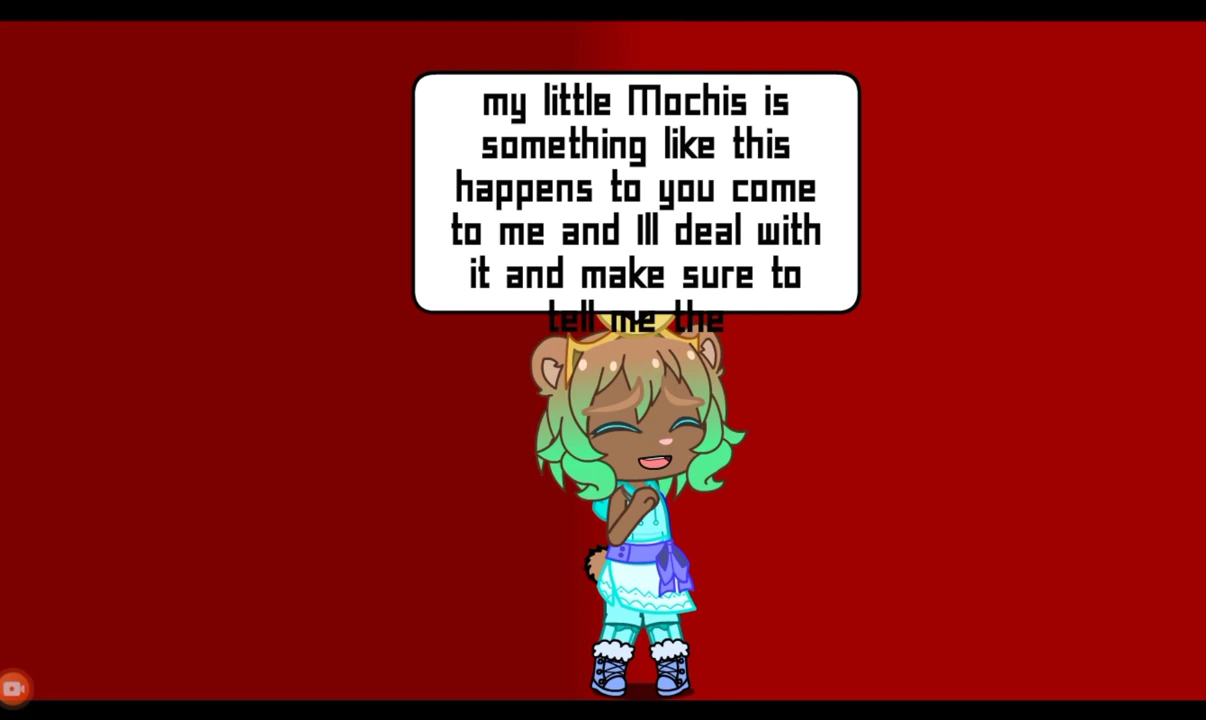 my little Mochis is
something like this
happens to you come
to me and Ill deal with
it and make sure to
tell me the